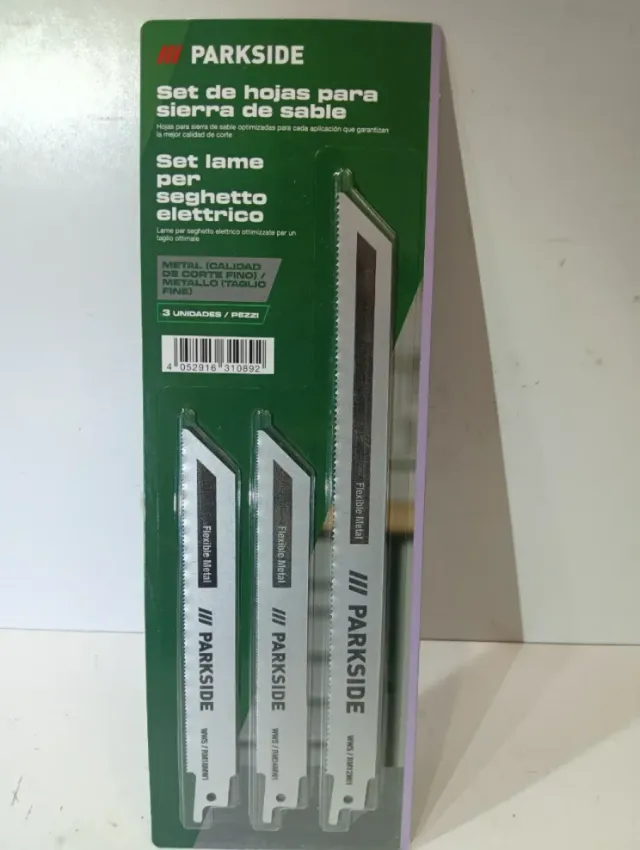 /// PARKSIDE
Set de hojas para
sierra de sable
Hojas para sierra de sable optimizadas para cada aplicación que garantizan
la mejor calidad de corte
Set lame
per
seghetto
elettrico
Lame per seghetto elettrico ottimizzate per un
taglio ottimale
METAL (CALIDAD
DE CORTE FINO) /
METALLO (TAGLIO
FINE)
3 UNIDADES / PEZZI
4 052916 310892
Flexible Metal
/// PARKSIDE
WWS /
Flexible Metal
/// PARKSIDE
WWS /
Flexible Metal
/// PARKSIDE
WWS /